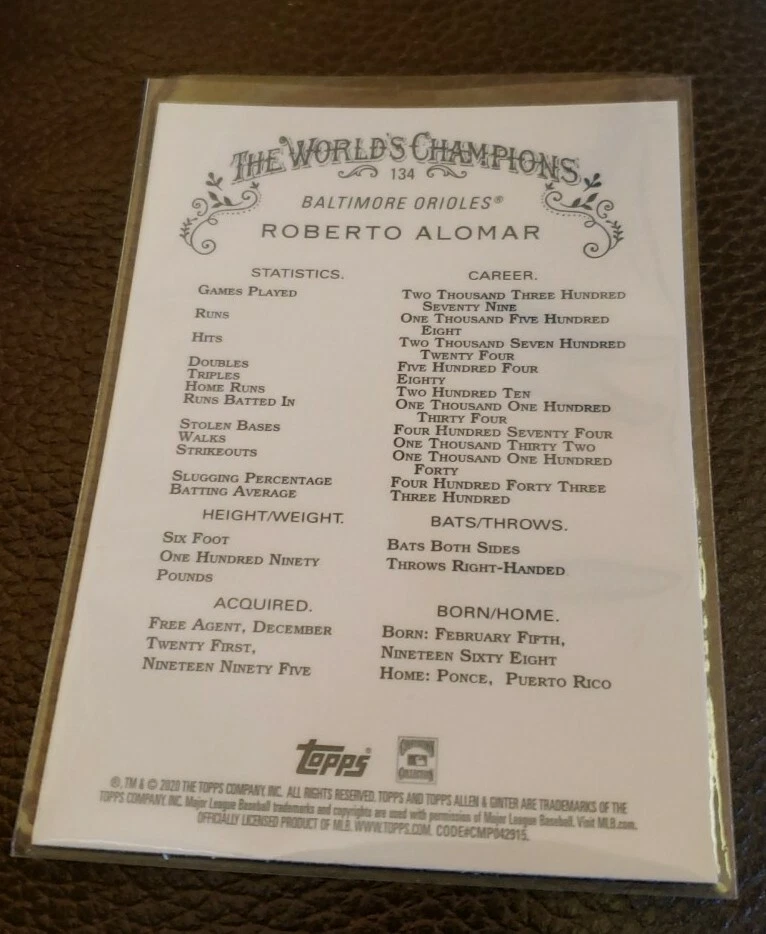 THE WORLD'S CHAMPIONS
134
BALTIMORE ORIOLES®
ROBERTO ALOMAR
STATISTICS.
GAMES PLAYED
RUNS
HITS
DOUBLES
TRIPLES
HOME RUNS
RUNS BATTED IN
STOLEN BASES
WALKS
STRIKEOUTS
SLUGGING PERCENTAGE
BATTING AVERAGE
CAREER.
TWO THOUSAND THREE HUNDRED
SEVENTY NINE
ONE THOUSAND FIVE HUNDRED
EIGHT
TWO THOUSAND SEVEN HUNDRED
TWENTY FOUR
FIVE HUNDRED FOUR
EIGHTY
TWO HUNDRED TEN
ONE THOUSAND ONE HUNDRED
THIRTY FOUR
FOUR HUNDRED SEVENTY FOUR
ONE THOUSAND THIRTY TWO
ONE THOUSAND ONE HUNDRED
FORTY
FOUR HUNDRED FORTY THREE
THREE HUNDRED
HEIGHT/WEIGHT.
SIX FOOT
ONE HUNDRED NINETY
POUNDS
BATS/THROWS.
BATS BOTH SIDES
THROWS RIGHT-HANDED
ACQUIRED.
FREE AGENT, DECEMBER
TWENTY FIRST,
NINETEEN NINETY FIVE
BORN/HOME.
BORN: FEBRUARY FIFTH,
NINETEEN SIXTY EIGHT
HOME: PONCE, PUERTO RICO
topps®
COOPERSTOWN
COLLECTION
®, TM & © 2020 THE TOPPS COMPANY, INC. ALL RIGHTS RESERVED. TOPPS AND TOPPS ALLEN & GINTER ARE TRADEMARKS OF THE
TOPPS COMPANY, INC. Major League Baseball trademarks and copyrights are used with permission of Major League Baseball. Visit MLB.com.
OFFICIALLY LICENSED PRODUCT OF MLB. WWW.TOPPS.COM. CODE#CMP042915.